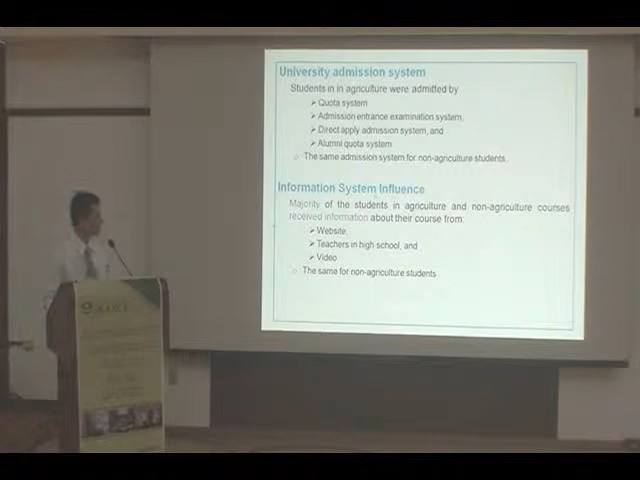 University admission system
Students in in agriculture were admitted by
➢ Quota system
➢ Admission entrance examination system,
➢ Direct apply admission system, and
➢ Alumni quota system
o The same admission system for non-agriculture students.
Information System Influence
Majority of the students in agriculture and non-agriculture courses
received information about their course from:
➢ Website,
➢ Teachers in high school, and
➢ Video
o The same for non-agriculture students